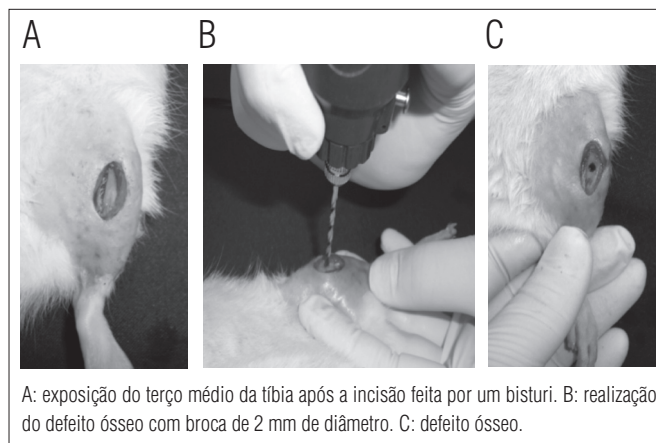 A B C
A: exposição do terço médio da tíbia após a incisão feita por um bisturi. B: realização
do defeito ósseo com broca de 2 mm de diâmetro. C: defeito ósseo.